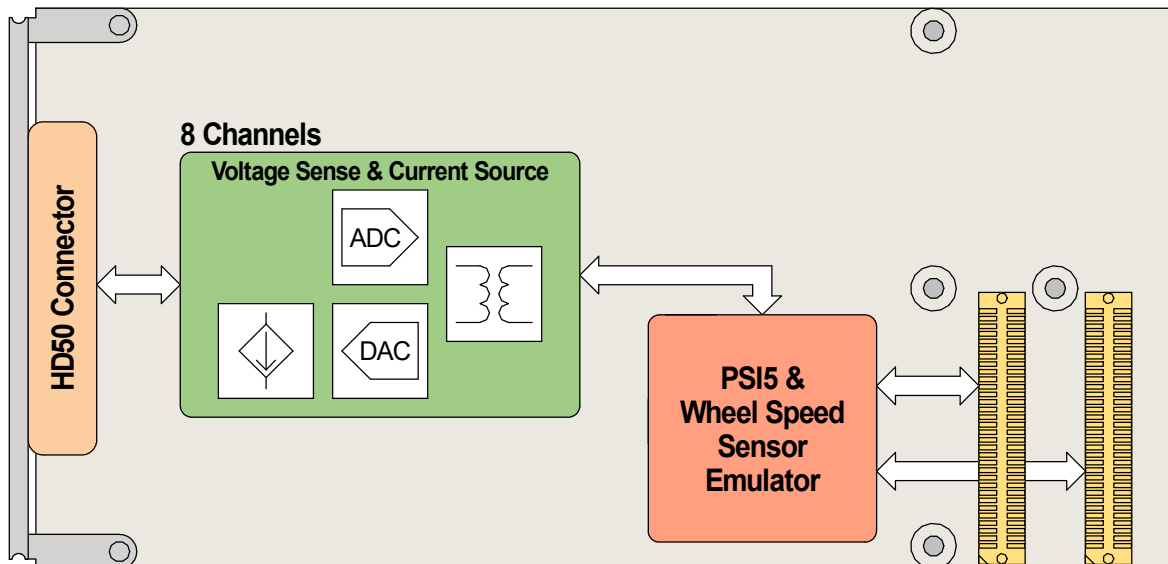 HD50 Connector
8 Channels
Voltage Sense & Current Source
ADC
DAC
PSI5 &
Wheel Speed
Sensor
Emulator